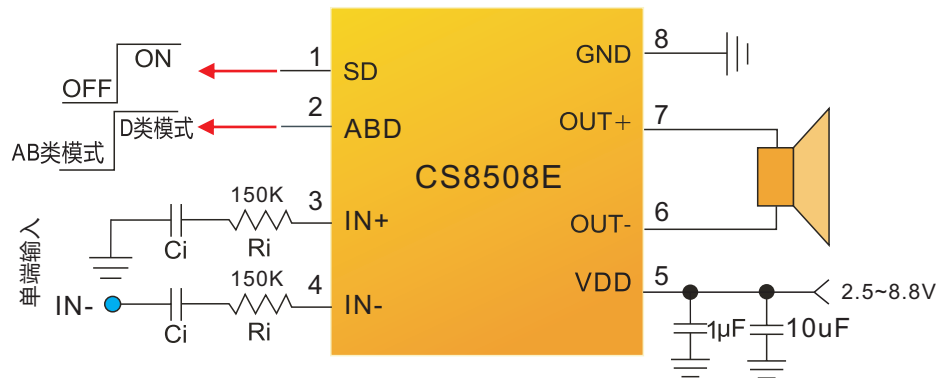 ON
OFF
1
SD
2
ABD
D类模式
AB类模式
CS8508E
单端输入
150K
3
IN+
Ci
Ri
150K
4
IN-
IN-
Ci
Ri
GND
8
OUT+
7
OUT-
6
VDD
5
2.5~8.8V
1μF
10uF